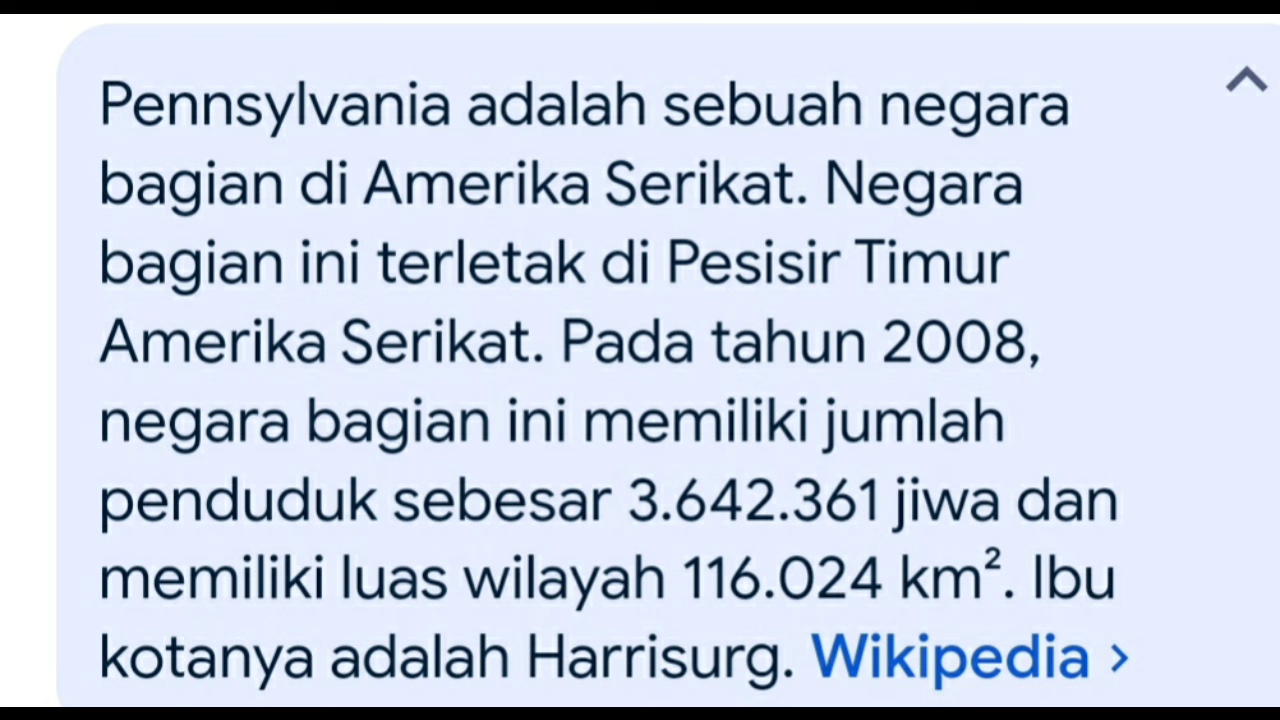 Pennsylvania adalah sebuah negara
bagian di Amerika Serikat. Negara
bagian ini terletak di Pesisir Timur
Amerika Serikat. Pada tahun 2008,
negara bagian ini memiliki jumlah
penduduk sebesar 3.642.361 jiwa dan
memiliki luas wilayah 116.024 km². Ibu
kotanya adalah Harrisurg. Wikipedia >